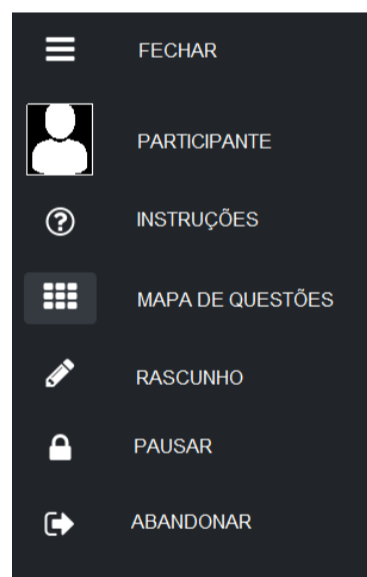 FECHAR
PARTICIPANTE
INSTRUÇÕES
MAPA DE QUESTÕES
RASCUNHO
PAUSAR
ABANDONAR